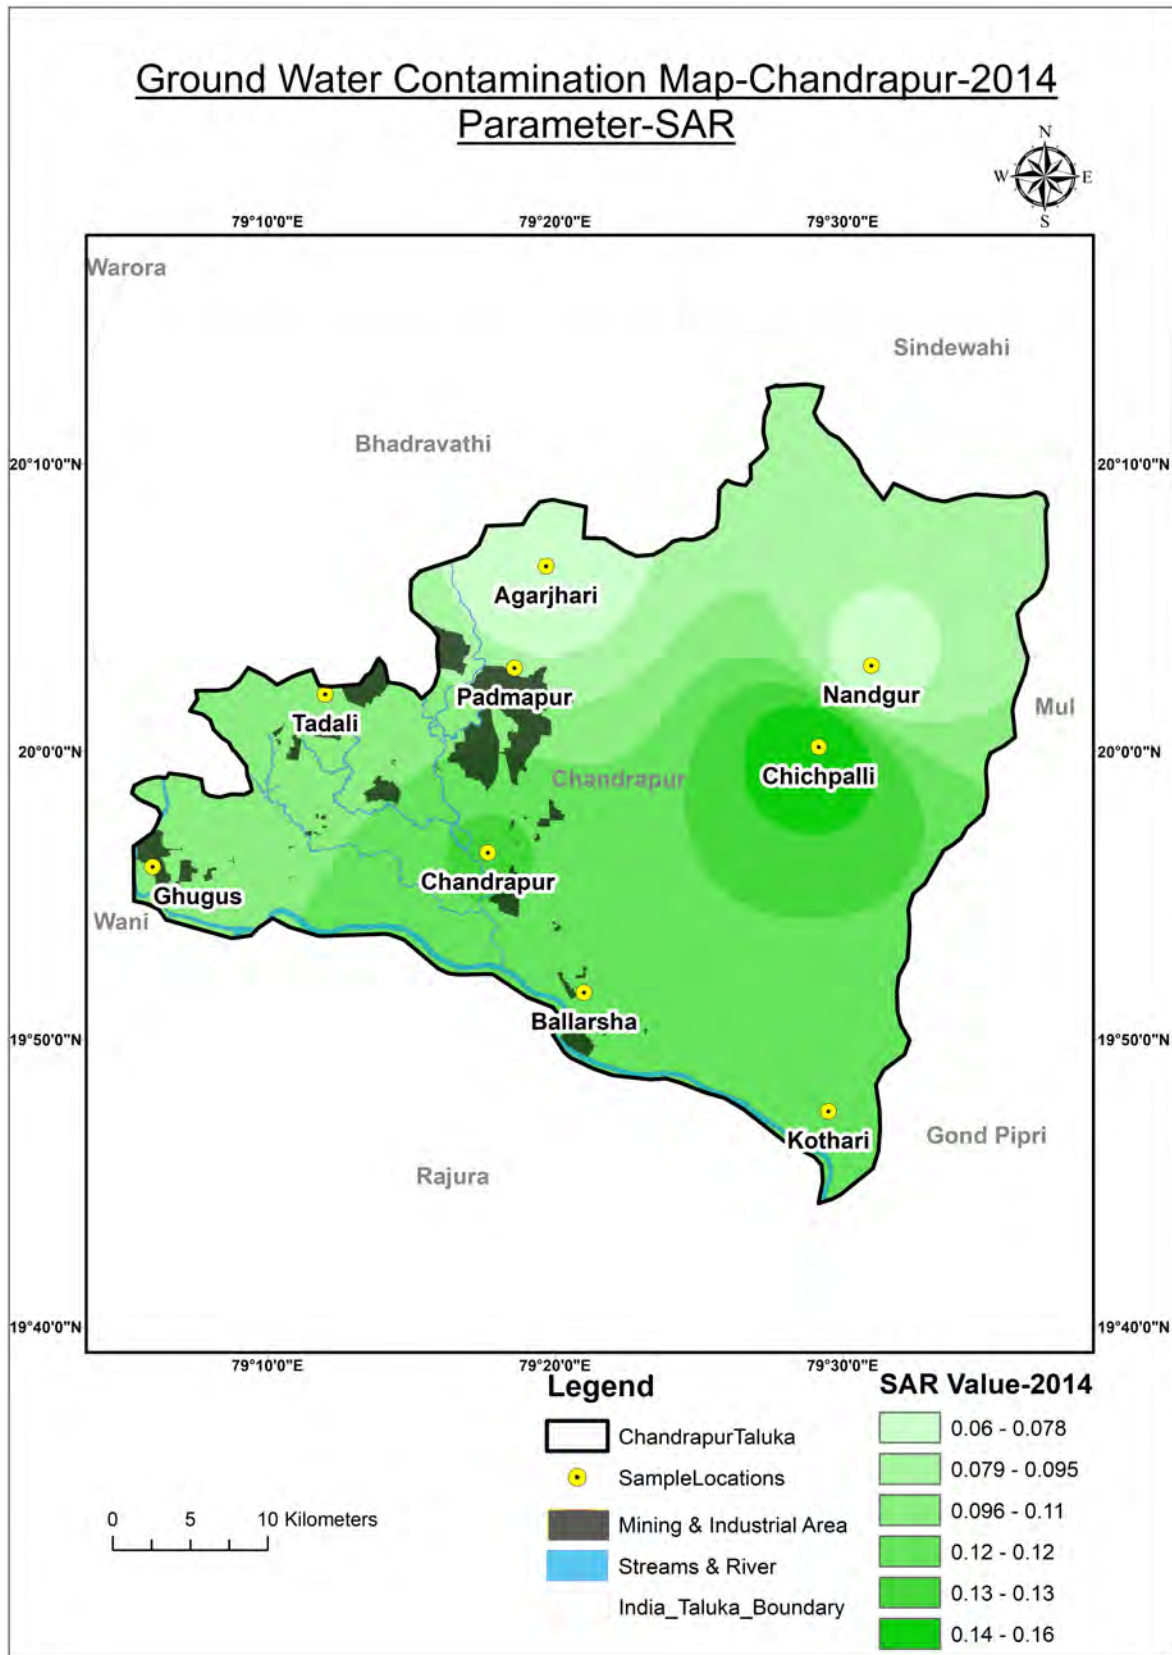 Ground Water Contamination Map-Chandrapur-2014
Parameter-SAR
N
W E
S
79°10'0"E 79°20'0"E 79°30'0"E
Warora
Sindewahi
Bhadravathi
20°10'0"N 20°10'0"N
Agarjhari
Padmapur
Nandgur
Tadali
Mul
20°0'0"N 20°0'0"N
Chandrapur
Chichpalli
Chandrapur
Ghugus
Wani
Ballarsha
19°50'0"N 19°50'0"N
Kothari
Gond Pipri
Rajura
19°40'0"N 19°40'0"N
79°10'0"E 79°20'0"E 79°30'0"E
Legend
ChandrapurTaluka
SampleLocations
Mining & Industrial Area
Streams & River
India_Taluka_Boundary
SAR Value-2014
0.06 - 0.078
0.079 - 0.095
0.096 - 0.11
0.12 - 0.12
0.13 - 0.13
0.14 - 0.16
0 5 10 Kilometers